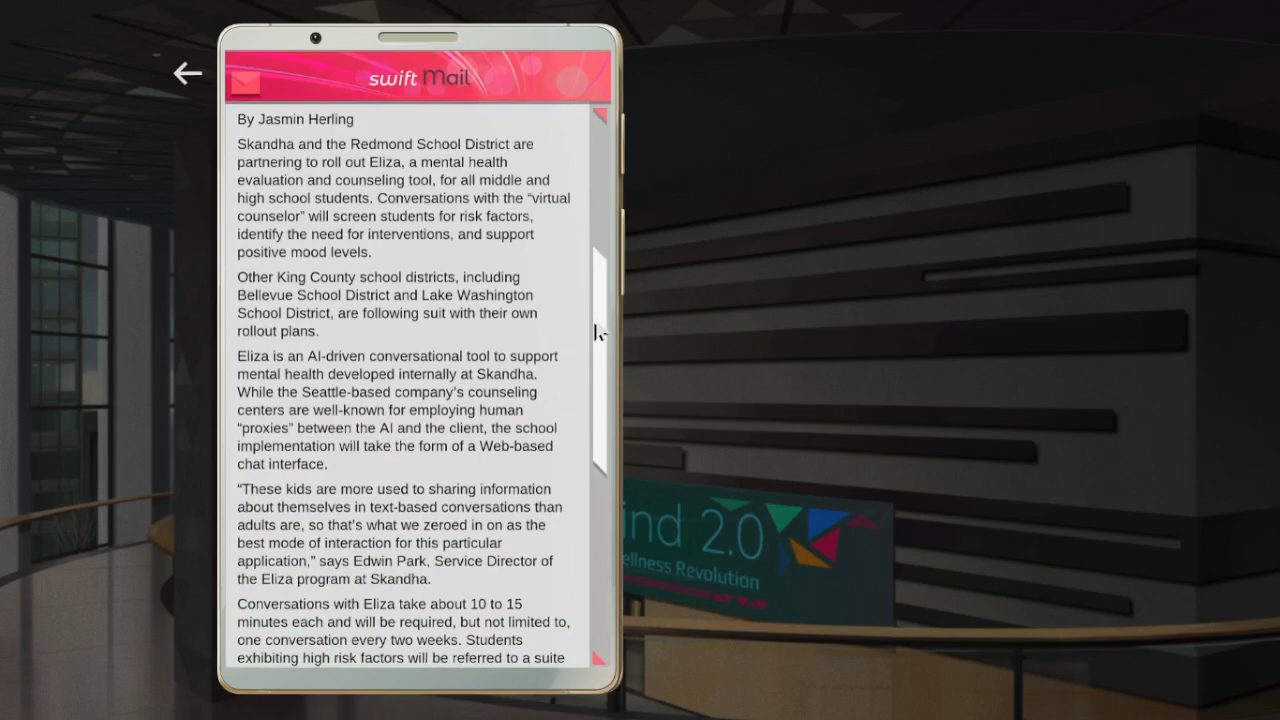 swift Mail
By Jasmin Herling
Skandha and the Redmond School District are
partnering to roll out Eliza, a mental health
evaluation and counseling tool, for all middle and
high school students. Conversations with the “virtual
counselor” will screen students for risk factors,
identify the need for interventions, and support
positive mood levels.
Other King County school districts, including
Bellevue School District and Lake Washington
School District, are following suit with their own
rollout plans.
Eliza is an AI-driven conversational tool to support
mental health developed internally at Skandha.
While the Seattle-based company’s counseling
centers are well-known for employing human
“proxies” between the AI and the client, the school
implementation will take the form of a Web-based
chat interface.
“These kids are more used to sharing information
about themselves in text-based conversations than
adults are, so that’s what we zeroed in on as the
best mode of interaction for this particular
application,” says Edwin Park, Service Director of
the Eliza program at Skandha.
Conversations with Eliza take about 10 to 15
minutes each and will be required, but not limited to,
one conversation every two weeks. Students
exhibiting high risk factors will be referred to a suite
ind 2.0
ellness Revolution